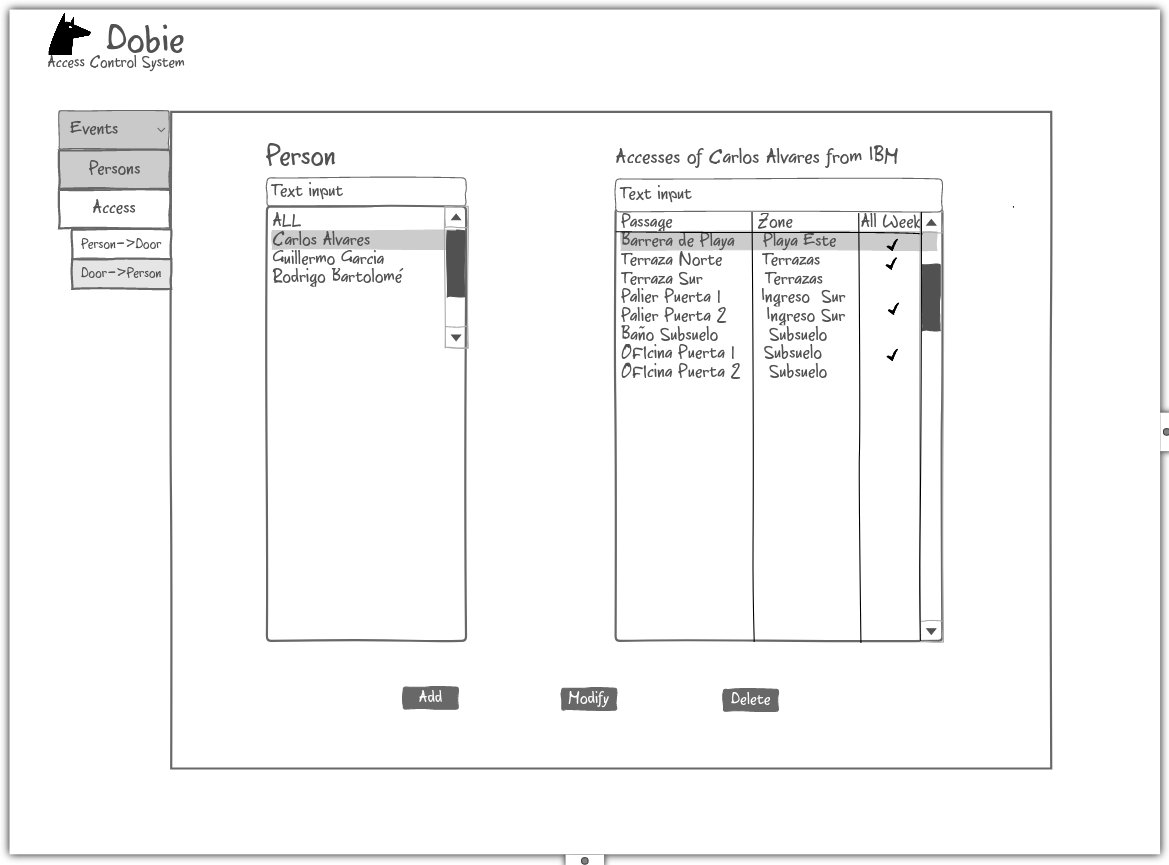 Dobie
Access Control System
Events
Persons
Access
Person->Door
Door->Person
Person
Text input
ALL
Carlos Alvares
Guillermo Garcia
Rodrigo Bartolomé
Accesses of Carlos Alvares from IBM
Text input
Passage Zone All Week
Barrera de Playa Playa Este ✓
Terraza Norte Terrazas ✓
Terraza Sur Terrazas
Palier Puerta 1 Ingreso Sur
Palier Puerta 2 Ingreso Sur ✓
Baño Subsuelo Subsuelo
OFIcina Puerta 1 Subsuelo ✓
OFIcina Puerta 2 Subsuelo
Add Modify Delete